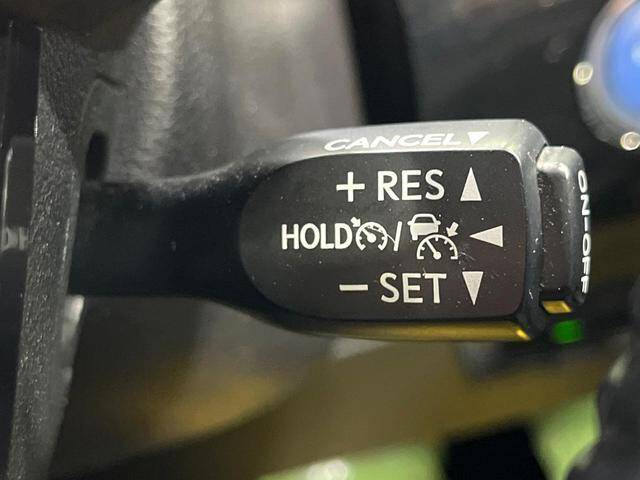 CANCEL▼
+ RES ▲
HOLD / ◀
− SET ▼
ON-OFF